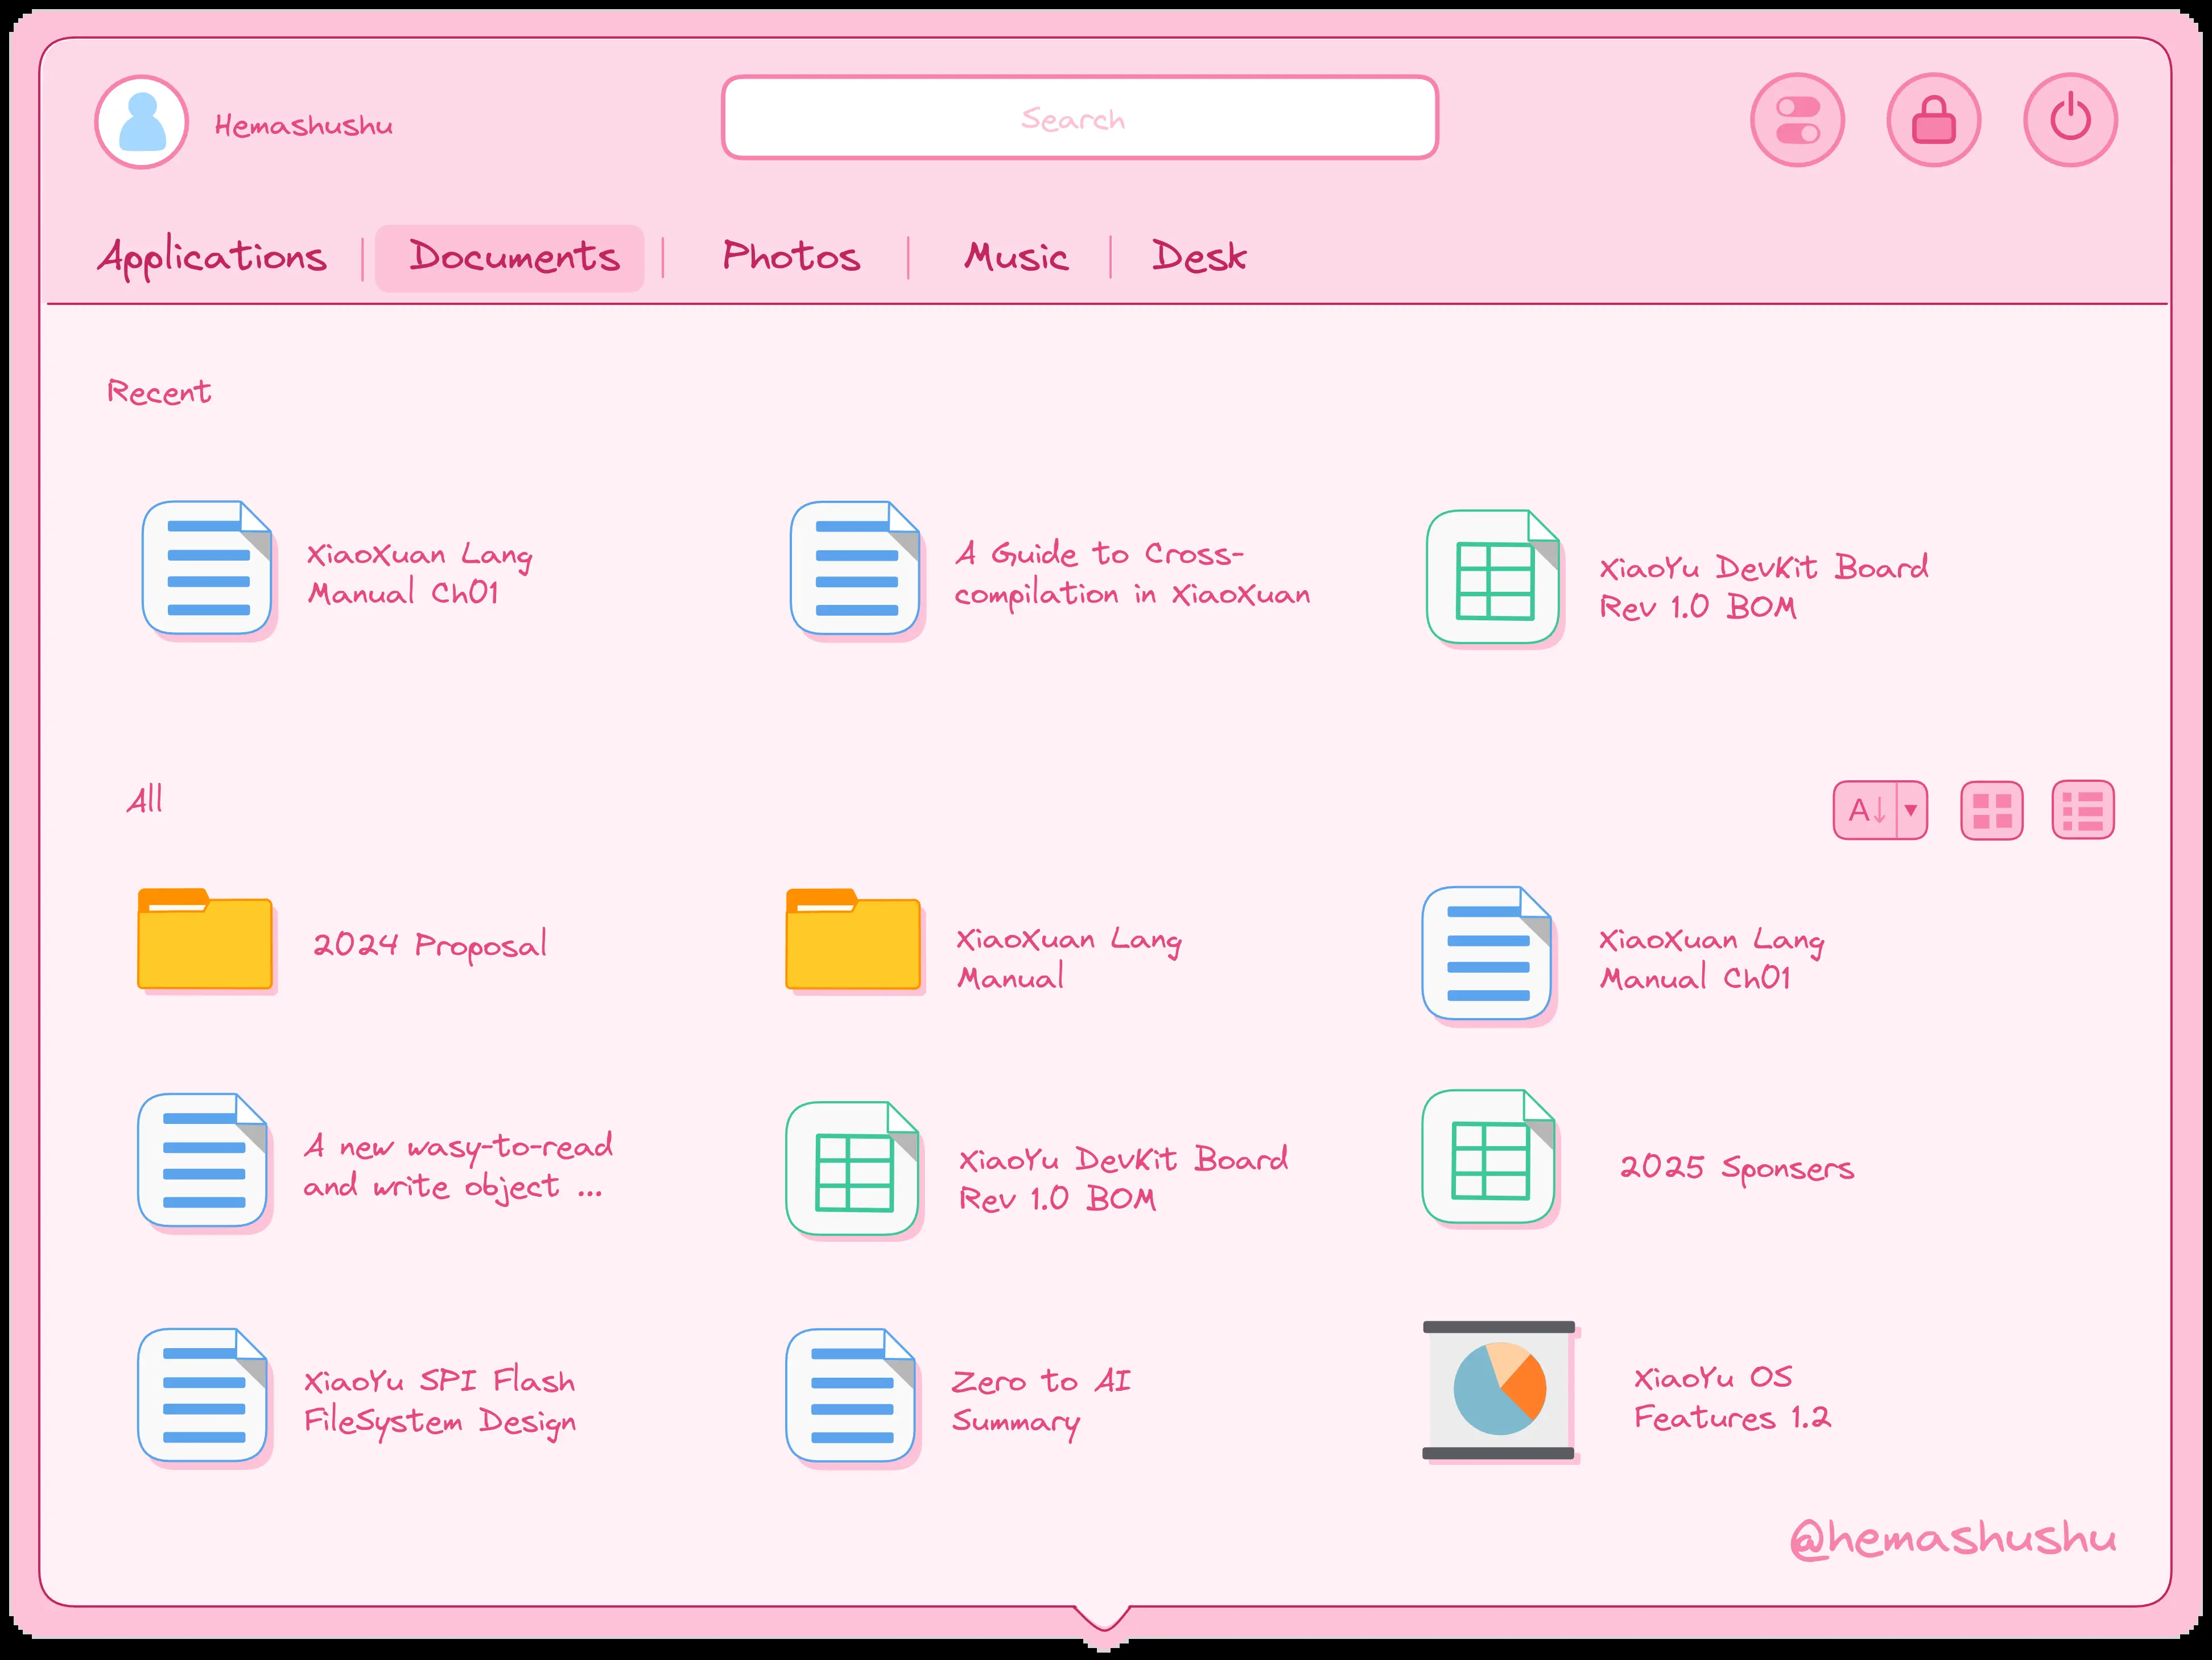 Hemashushu
Search
Applications
Documents
Photos
Music
Desk
Recent
XiaoXuan Lang
Manual Ch01
A Guide to Cross-
compilation in XiaoXuan
XiaoYu DevKit Board
Rev 1.0 BOM
All
A↓
2024 Proposal
XiaoXuan Lang
Manual
XiaoXuan Lang
Manual Ch01
A new wasy-to-read
and write object ...
XiaoYu DevKit Board
Rev 1.0 BOM
2025 Sponsers
XiaoYu SPI Flash
FileSystem Design
Zero to AI
Summary
XiaoYu OS
Features 1.2
@hemashushu